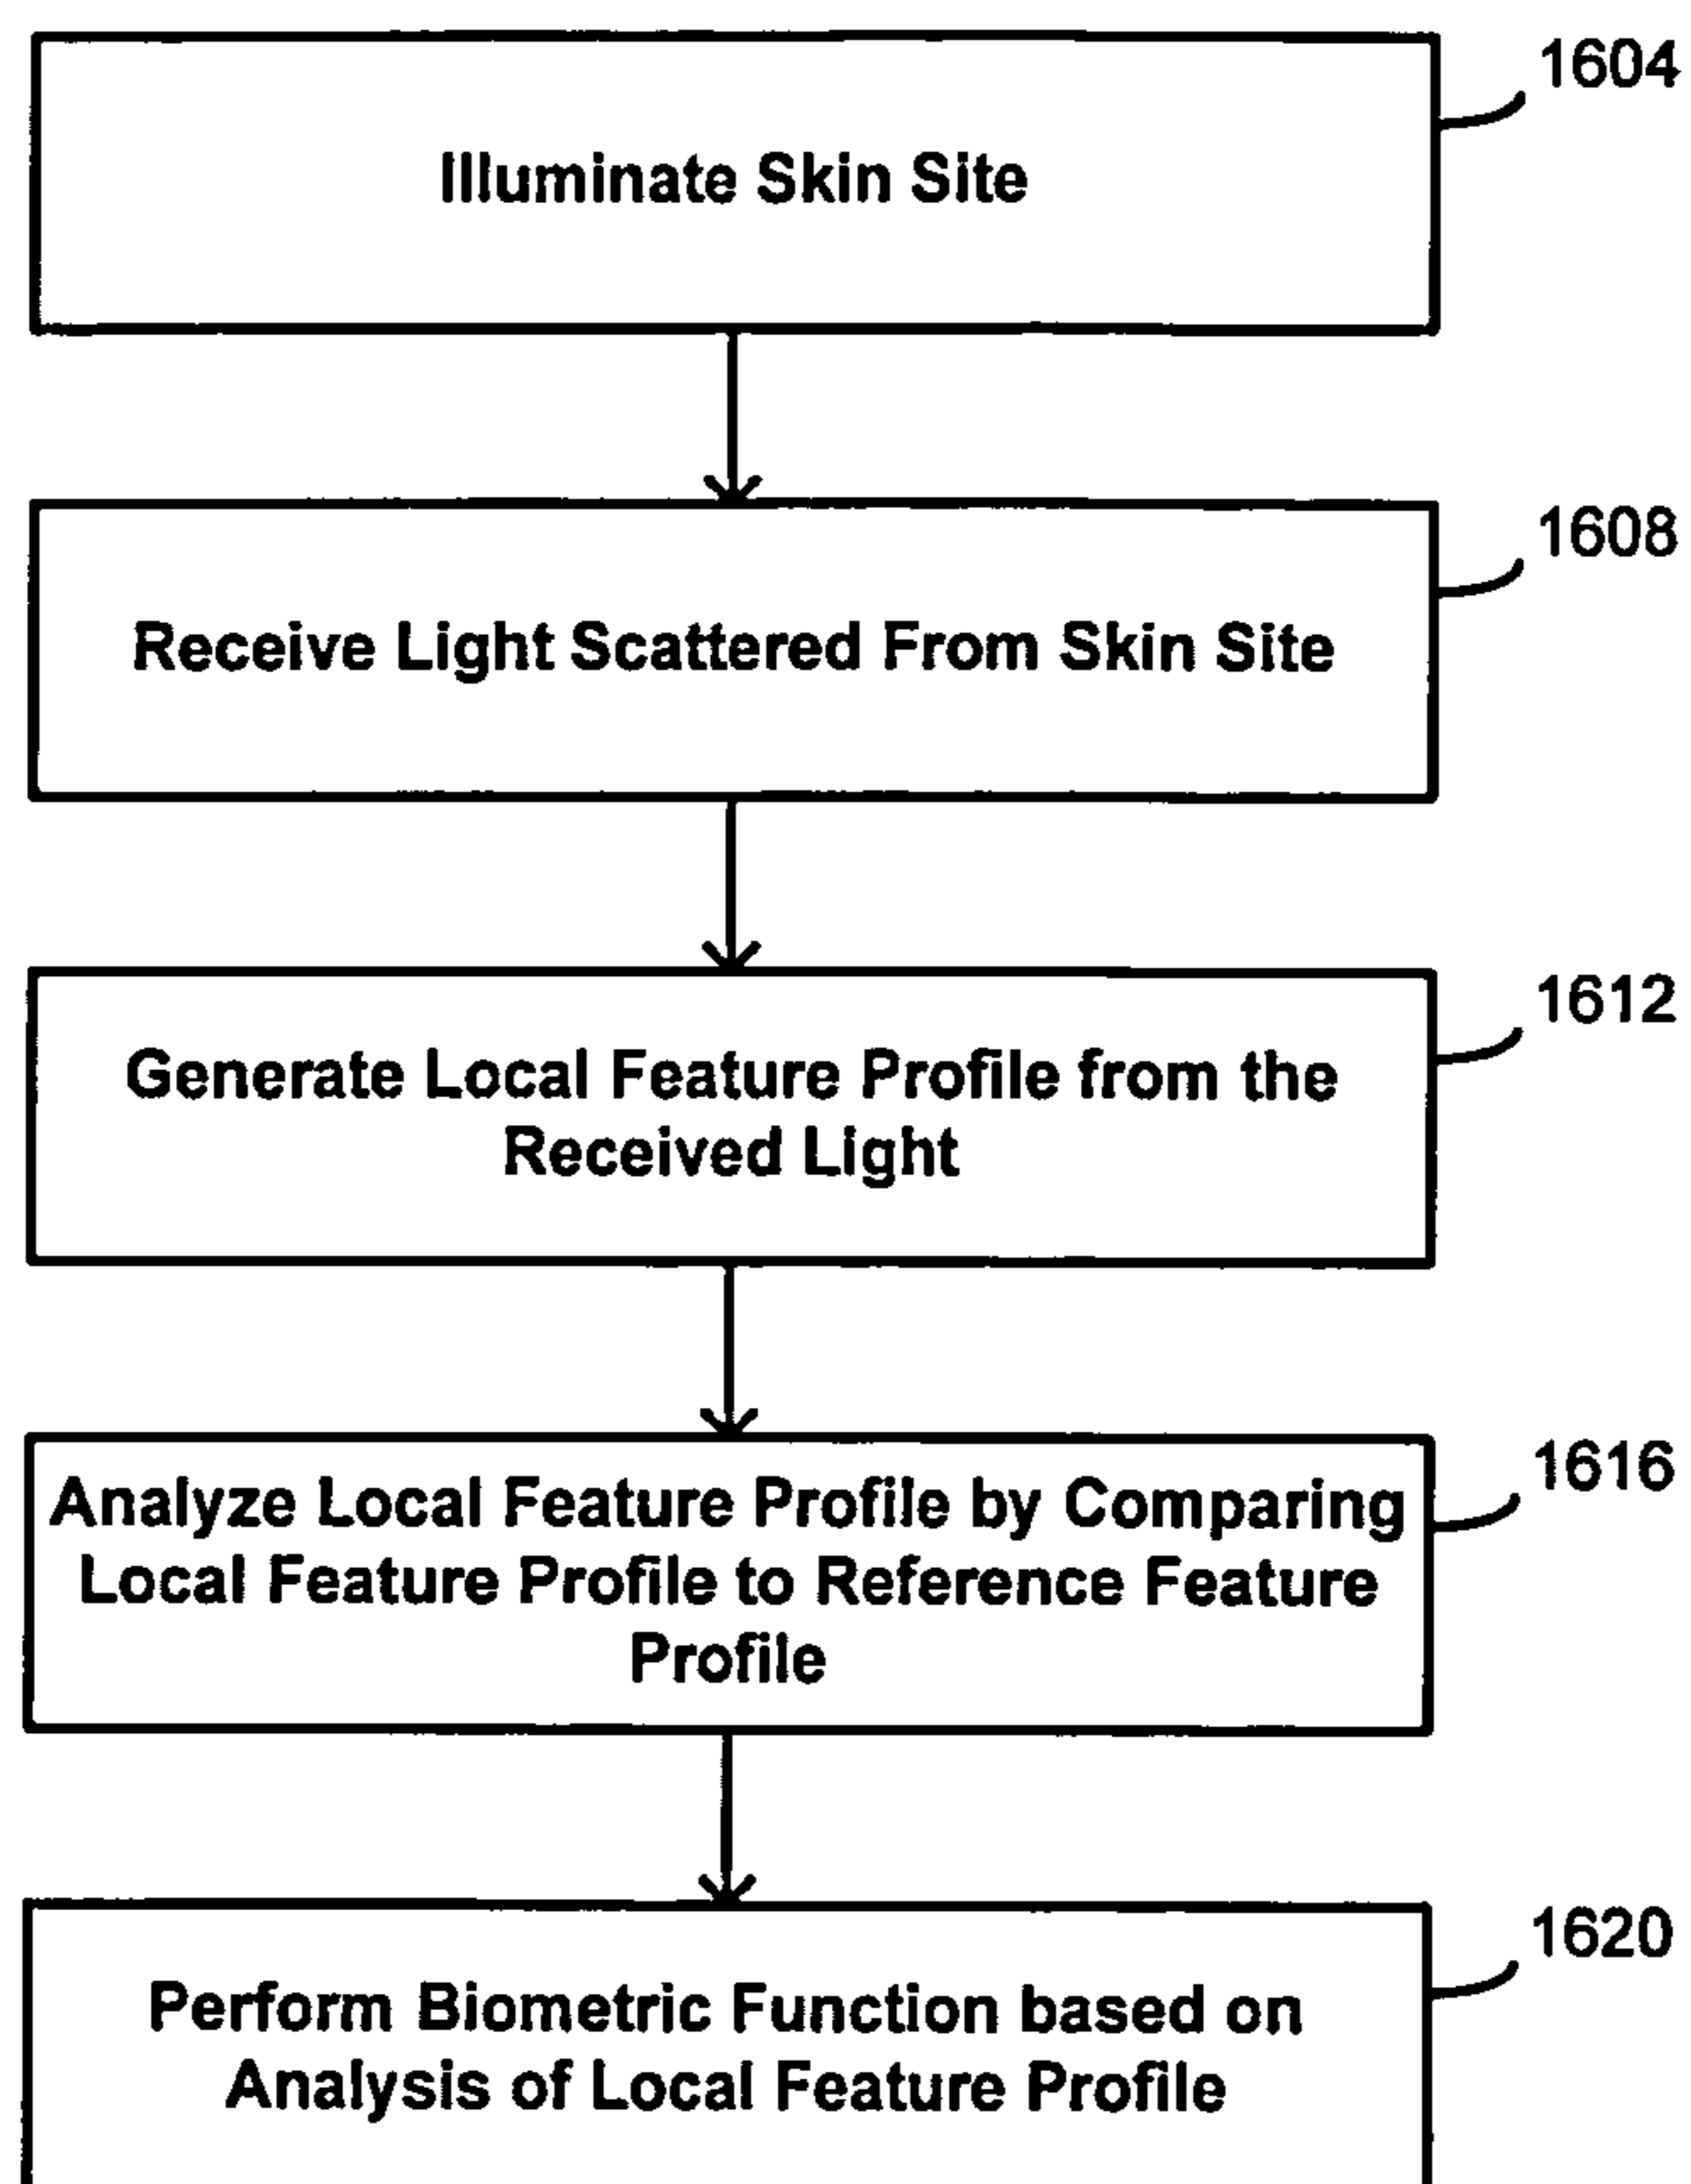 1604
Illuminate Skin Site
1608
Receive Light Scattered From Skin Site
1612
Generate Local Feature Profile from the
Received Light
1616
Analyze Local Feature Profile by Comparing
Local Feature Profile to Reference Feature
Profile
1620
Perform Biometric Function based on
Analysis of Local Feature Profile